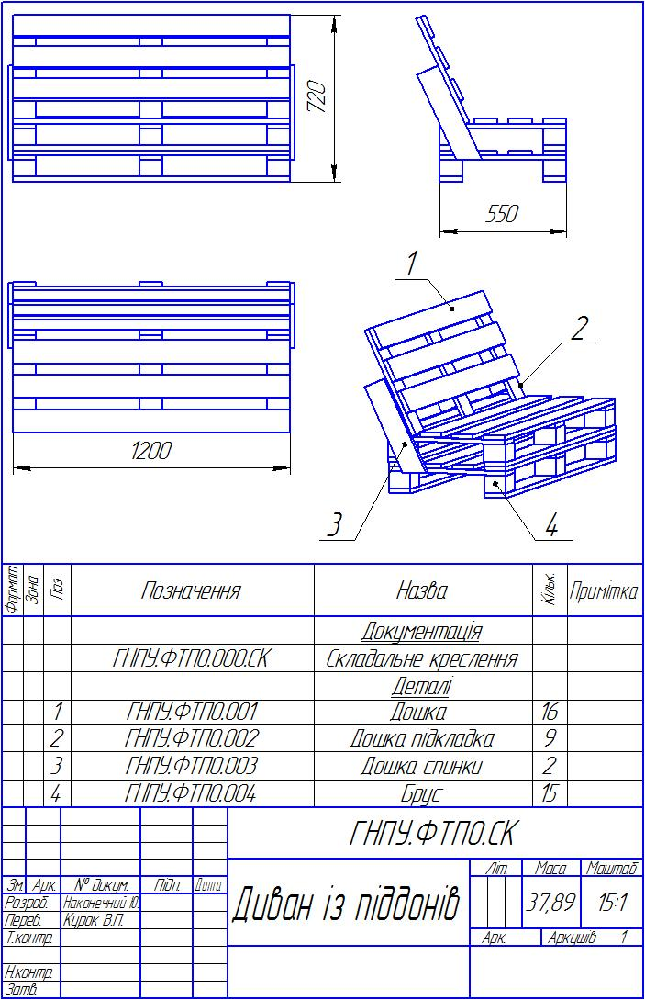 720
550
1
2
1200
3
4
Формат
Зона
Поз.
Позначення
Назва
Кільк.
Примітка
Документація
ГНПУ.ФТПО.000.СК Складальне креслення
Деталі
1 ГНПУ.ФТПО.001 Дошка 16
2 ГНПУ.ФТПО.002 Дошка підкладка 9
3 ГНПУ.ФТПО.003 Дошка спинки 2
4 ГНПУ.ФТПО.004 Брус 15
ГНПУ.ФТПО.СК
Зм. Арк. № докум. Підп. Дата
Розроб. Наконечний Ю.
Перев. Курок В.П.
Т.контр.
Н.контр.
Затв.
Диван із піддонів
Літ. Маса Маштаб
37,89 15:1
Арк. Аркушів 1